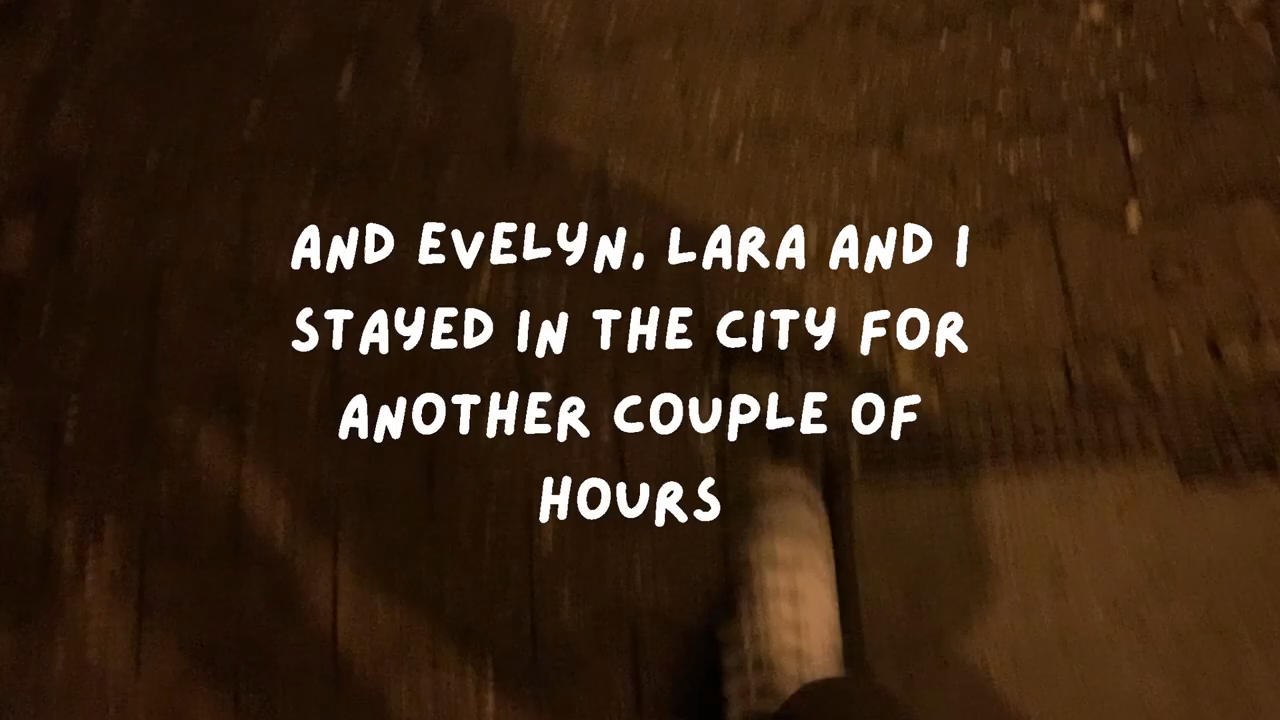 AND EVELYN, LARA AND I
STAYED IN THE CITY FOR
ANOTHER COUPLE OF
HOURS